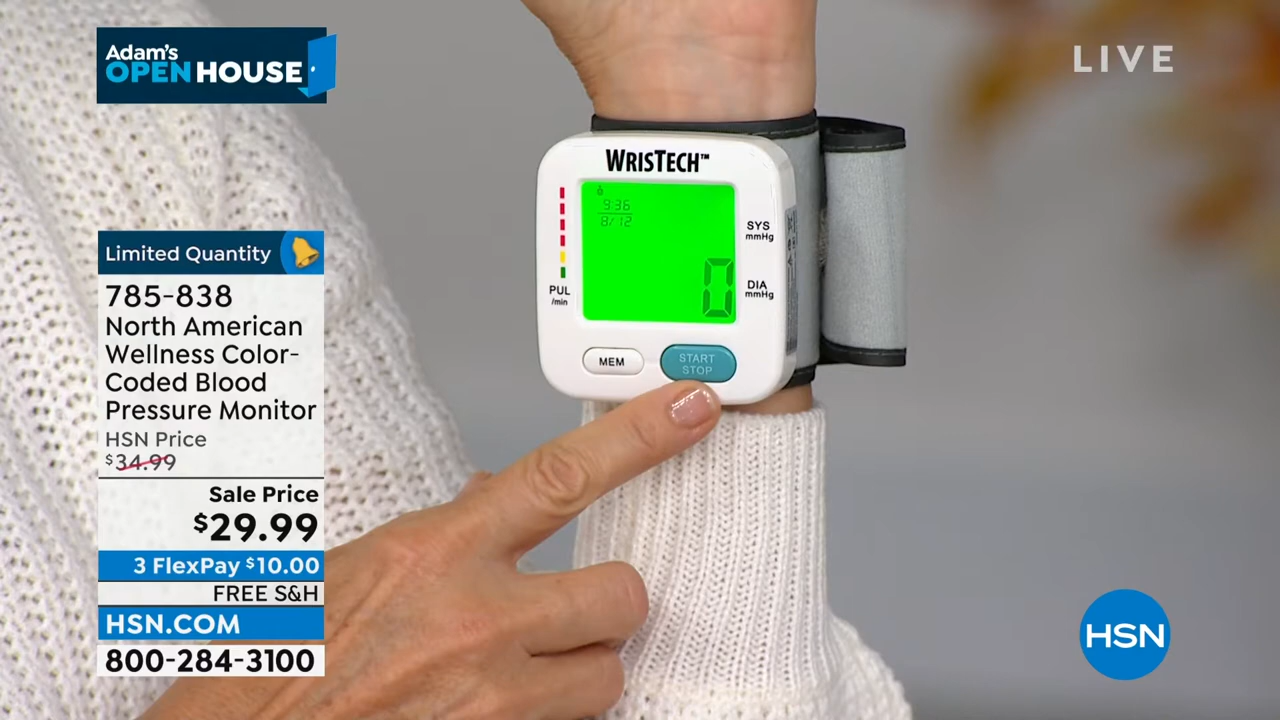 Adam's
OPEN HOUSE
LIVE
Limited Quantity
785-838
North American
Wellness Color-
Coded Blood
Pressure Monitor
HSN Price
$34.99
Sale Price
$29.99
3 FlexPay $10.00
FREE S&H
HSN.COM
800-284-3100
WRISTECH™
9:36
8/12
SYS
mmHg
0
DIA
mmHg
PUL
/min
MEM
START
STOP
HSN